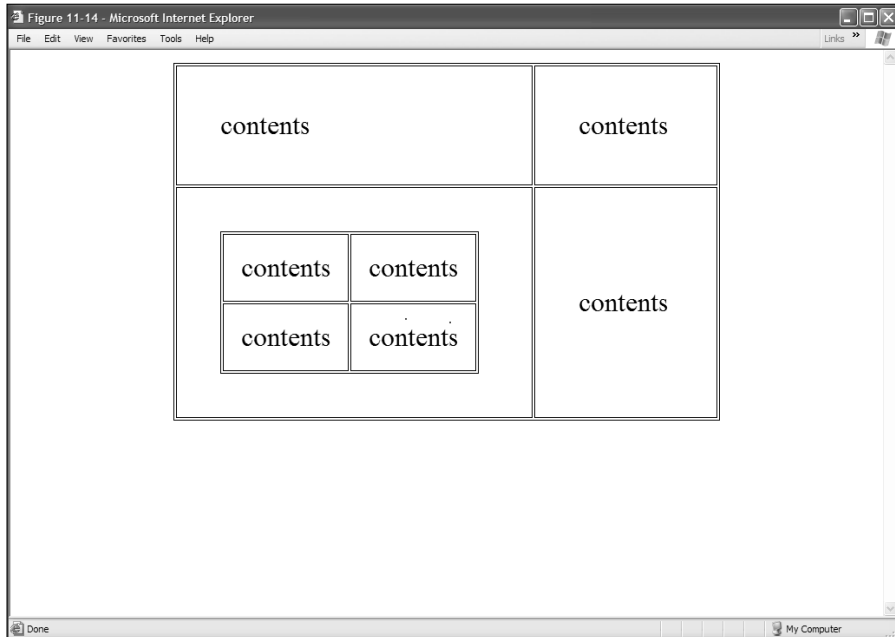 Figure 11-14 - Microsoft Internet Explorer
File Edit View Favorites Tools Help Links »
contents contents
contents contents
contents
contents contents
Done My Computer